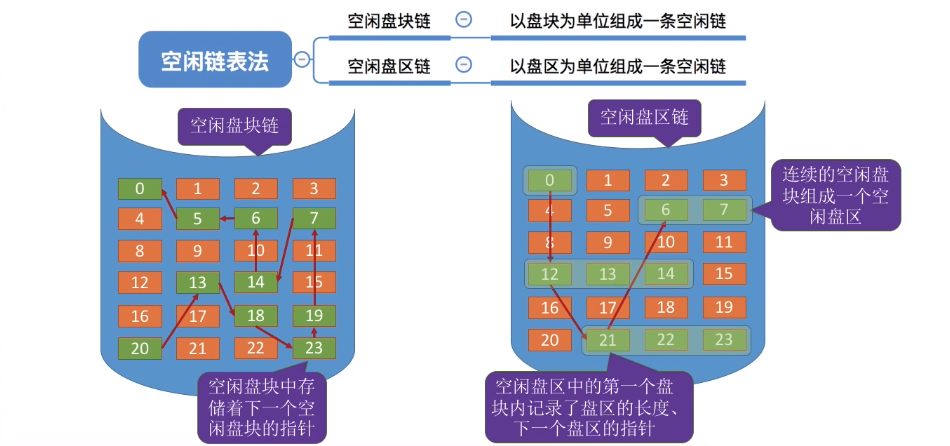 空闲链表法
空闲盘块链
以盘块为单位组成一条空闲链
空闲盘区链
以盘区为单位组成一条空闲链
空闲盘块链
0 1 2 3
4 5 6 7
8 9 10 11
12 13 14 15
16 17 18 19
20 21 22 23
空闲盘块中存
储着下一个空
闲盘块的指针
空闲盘区链
0 1 2 3
4 5 6 7
8 9 10 11
12 13 14 15
16 17 18 19
20 21 22 23
连续的空闲盘
块组成一个空
闲盘区
空闲盘区中的第一个盘
块内记录了盘区的长度、
下一个盘区的指针